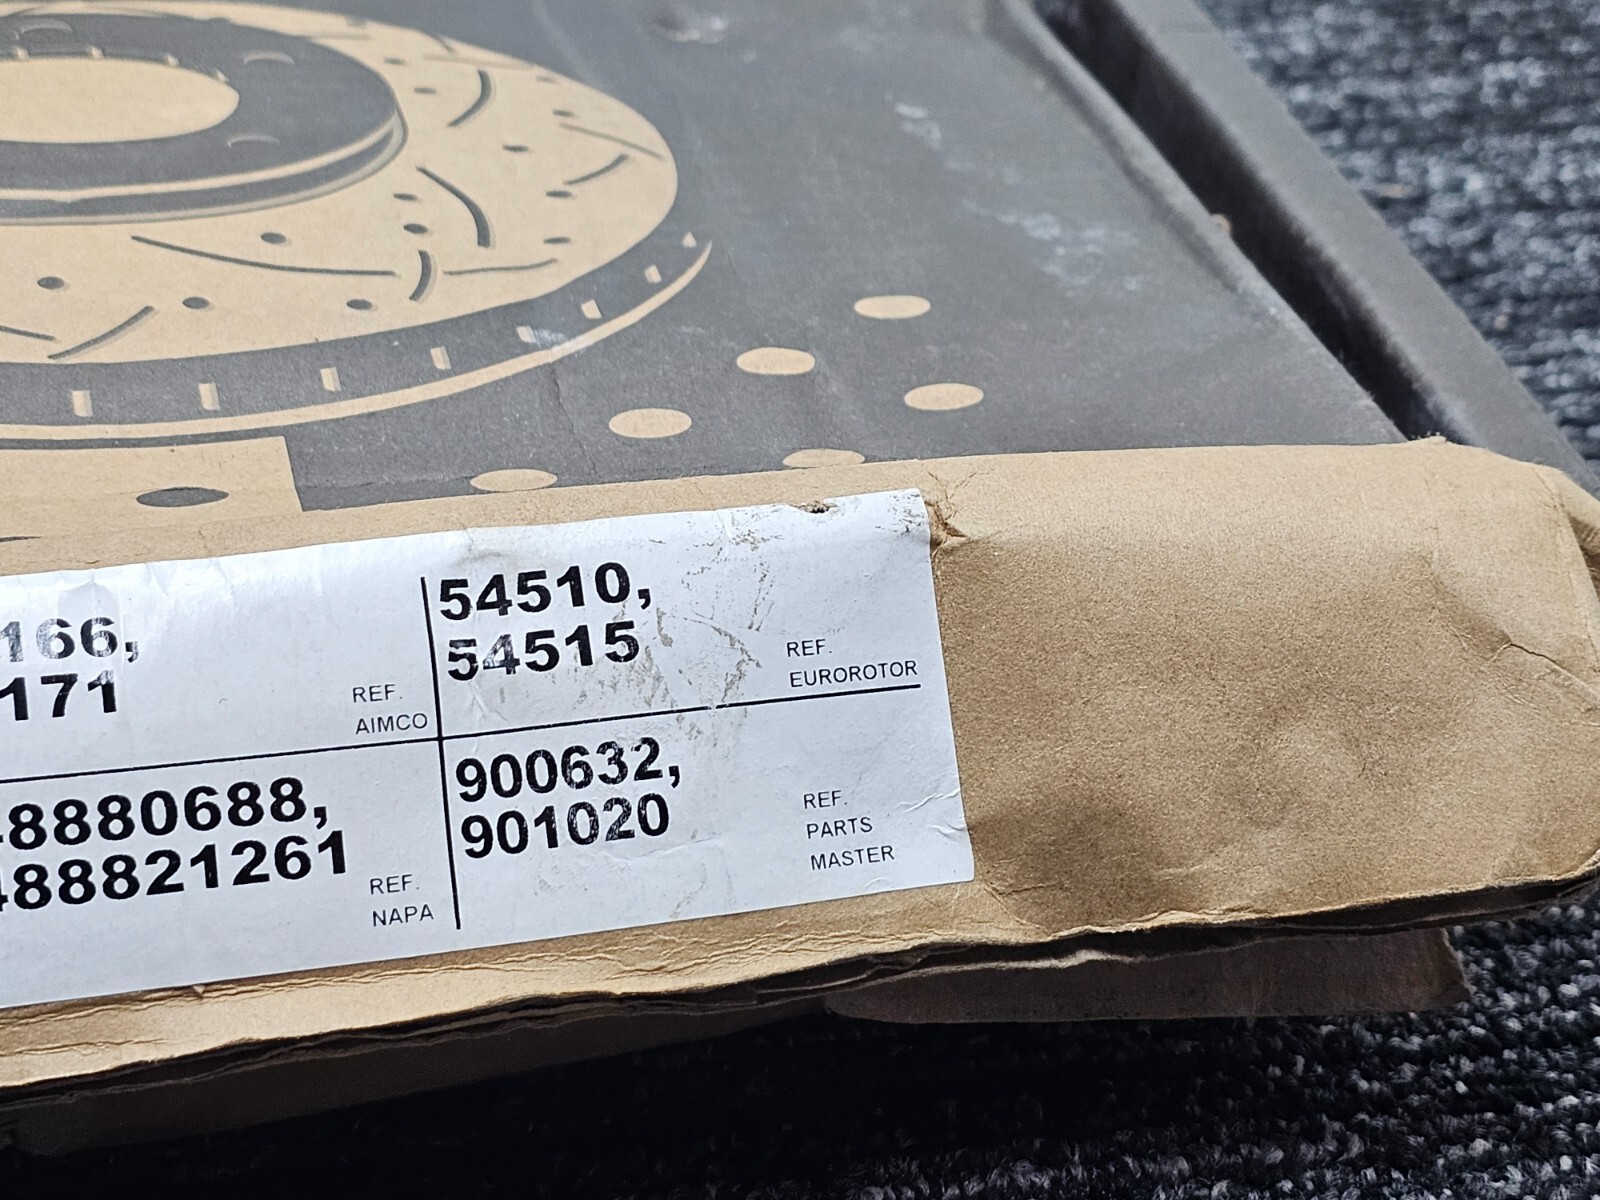 166,
171
REF.
AIMCO
54510,
54515
REF.
EUROROTOR
8880688,
88821261
REF.
NAPA
900632,
901020
REF.
PARTS
MASTER